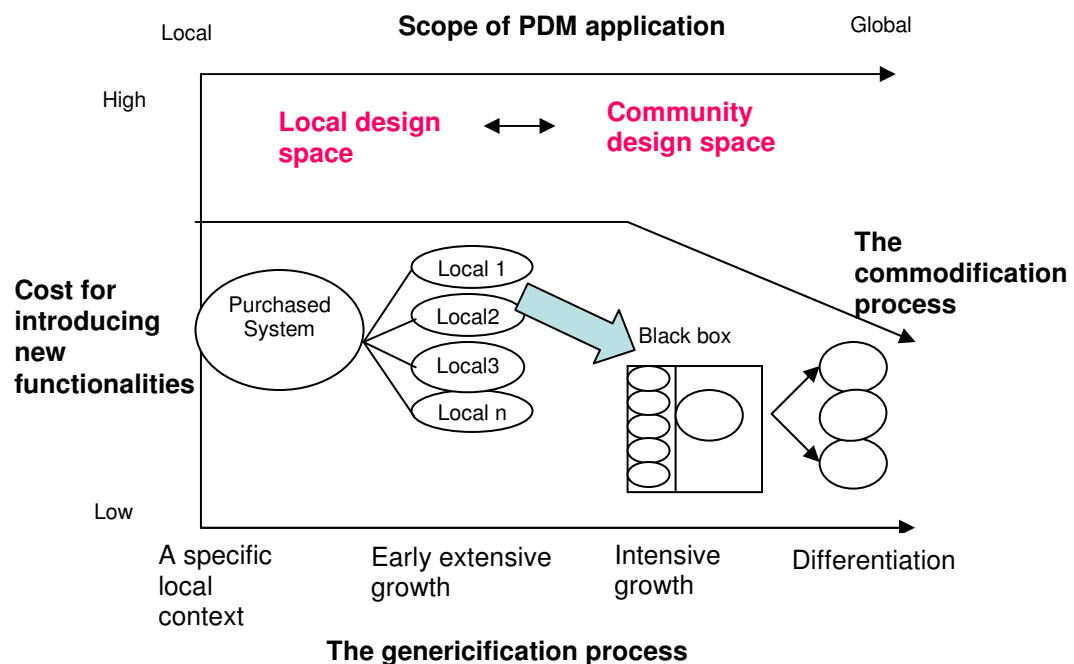 Scope of PDM application
Local
Global
High
Local design
space
Community
design space
The
commodification
process
Cost for
introducing
new
functionalities
Purchased
System
Local 1
Local2
Local3
Local n
Black box
Low
A specific
local
context
Early extensive
growth
Intensive
growth
Differentiation
The genericification process